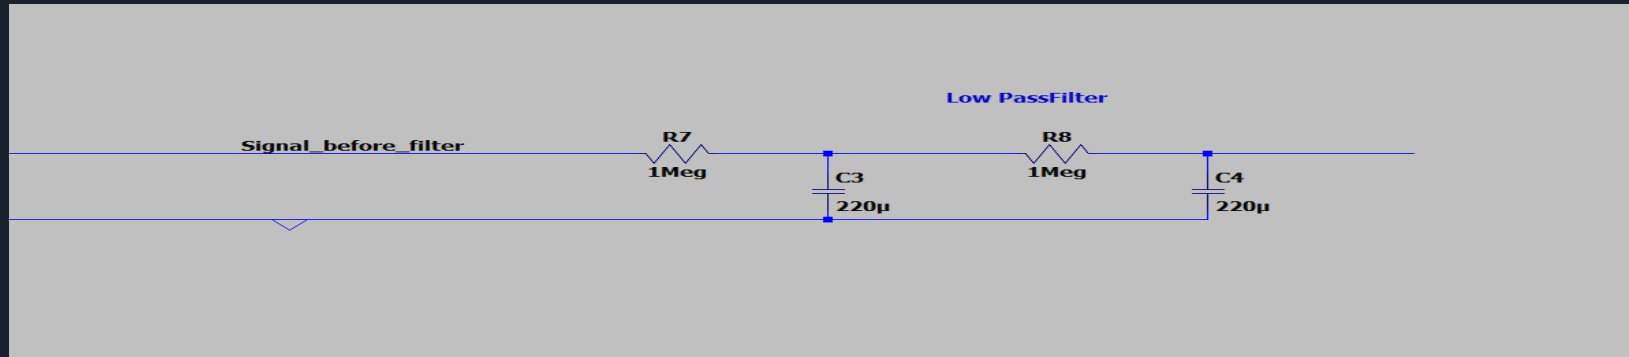 Low PassFilter
Signal_before_filter
R7
1Meg
C3
220µ
R8
1Meg
C4
220µ